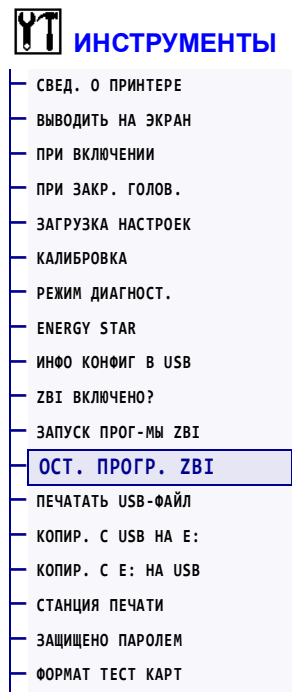 ИНСТРУМЕНТЫ
СВЕД. О ПРИНТЕРЕ
ВЫВОДИТЬ НА ЭКРАН
ПРИ ВКЛЮЧЕНИИ
ПРИ ЗАКР. ГОЛОВ.
ЗАГРУЗКА НАСТРОЕК
КАЛИБРОВКА
РЕЖИМ ДИАГНОСТ.
ENERGY STAR
ИНФО КОНФИГ В USB
ZBI ВКЛЮЧЕНО?
ЗАПУСК ПРОГ-МЫ ZBI
ОСТ. ПРОГР. ZBI
ПЕЧАТАТЬ USB-ФАЙЛ
КОПИР. С USB НА E:
КОПИР. С E: НА USB
СТАНЦИЯ ПЕЧАТИ
ЗАЩИЩЕНО ПАРОЛЕМ
ФОРМАТ ТЕСТ КАРТ